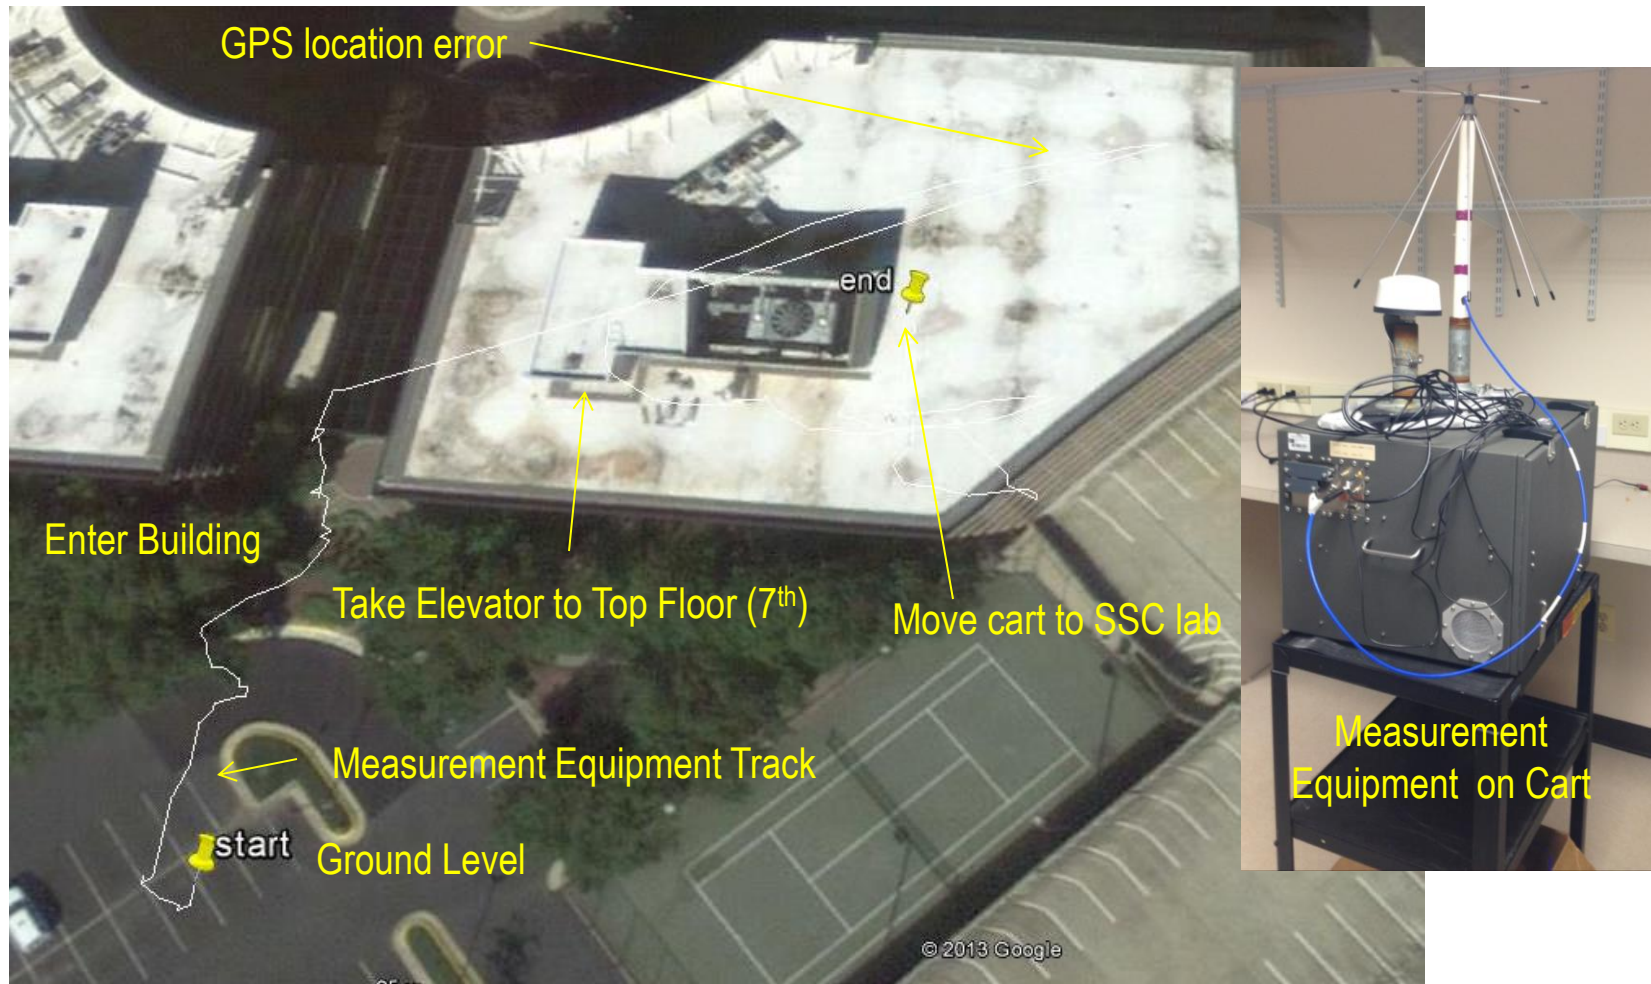 GPS location error
end
Enter Building
Take Elevator to Top Floor (7th)
Move cart to SSC lab
Measurement Equipment Track
start
Ground Level
Measurement
Equipment on Cart
© 2013 Google